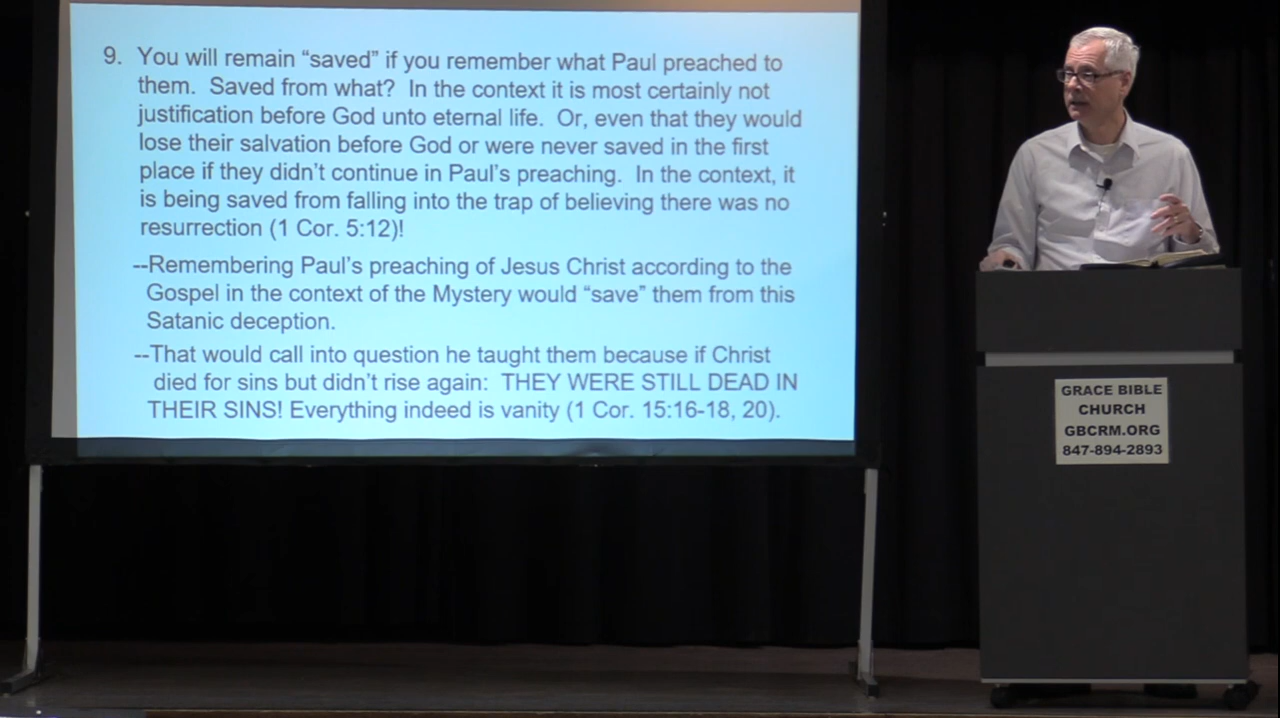 9. You will remain “saved” if you remember what Paul preached to
them. Saved from what? In the context it is most certainly not
justification before God unto eternal life. Or, even that they would
lose their salvation before God or were never saved in the first
place if they didn’t continue in Paul’s preaching. In the context, it
is being saved from falling into the trap of believing there was no
resurrection (1 Cor. 5:12)!
--Remembering Paul’s preaching of Jesus Christ according to the
Gospel in the context of the Mystery would “save” them from this
Satanic deception.
--That would call into question he taught them because if Christ
died for sins but didn’t rise again: THEY WERE STILL DEAD IN
THEIR SINS! Everything indeed is vanity (1 Cor. 15:16-18, 20).
GRACE BIBLE
CHURCH
GBCRM.ORG
847-894-2893